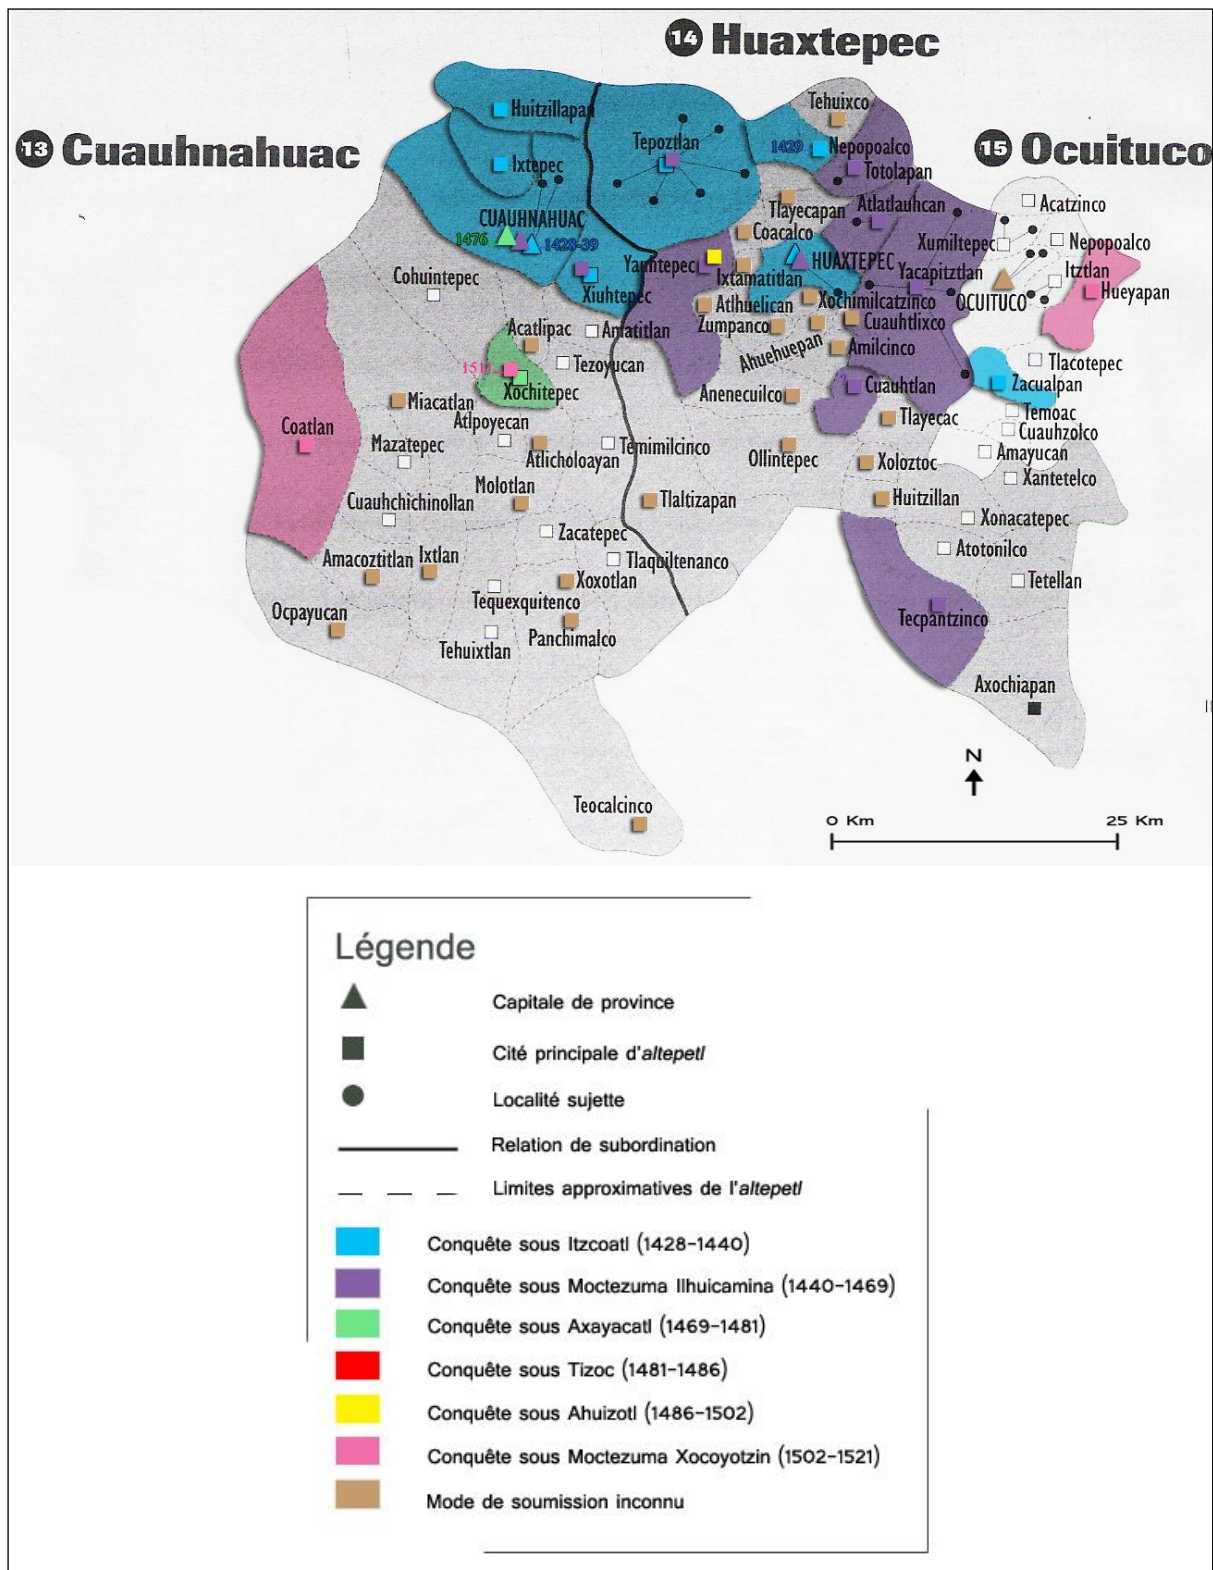 14 Huaxtepec
13 Cuauhnahuac
15 Ocuituco
Huitzillapan
Ixtepec
CUAUHNAHUAC
1476
1428-39
Cohuintepec
Xiuhtepec
Tepoztlan
Tehuixco
1429
Nepopoalco
Totolapan
Tlayecapan
Atlatlauhcan
Coacalco
Yauhtepec
Ixtamatitlan
HUAXTEPEC
Yacapitztlan
Xumiltepec
Acatzinco
Nepopoalco
Itztlan
Hueyapan
OCUITUCO
Atlhuelican
Xochimilcatzinco
Zumpanco
Cuauhtlixco
Ahuehuepan
Amilcinco
Acatlipac
Amatitlan
Tezoyucan
1511
Xochitepec
Miacatlan
Atlpoyecan
Coatlan
Mazatepec
Atlicholoayan
Temimilcinco
Anenecuilco
Cuauhtlan
Tlayecac
Tlacotepec
Zacualpan
Temoac
Cuauhzolco
Amayucan
Xantetelco
Ollintepec
Xoloztoc
Huitzillan
Xonacatepec
Molotlan
Cuauhchichinollan
Tlaltizapan
Zacatepec
Tlaquiltenanco
Atotonilco
Tetellan
Amacoztitlan
Ixtlan
Xoxotlan
Tequexquitenco
Ocpayucan
Panchimalco
Tehuixtlan
Tecpantzinco
Axochiapan
Teocalcinco
N
0 Km 25 Km
Légende
Capitale de province
Cité principale d'altepetl
Localité sujette
Relation de subordination
Limites approximatives de l'altepetl
Conquête sous Itzcoatl (1428-1440)
Conquête sous Moctezuma Ilhuicamina (1440-1469)
Conquête sous Axayacatl (1469-1481)
Conquête sous Tizoc (1481-1486)
Conquête sous Ahuizotl (1486-1502)
Conquête sous Moctezuma Xocoyotzin (1502-1521)
Mode de soumission inconnu